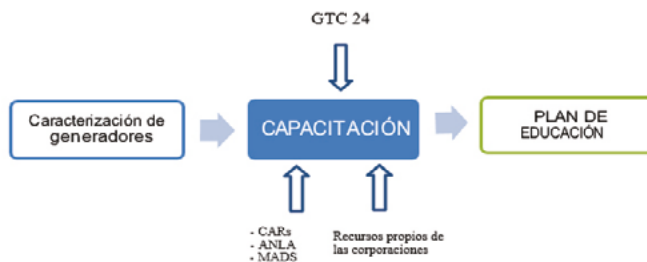 GTC 24
Caracterización de
generadores
CAPACITACIÓN
PLAN DE
EDUCACIÓN
- CARs
- ANLA
- MADS
Recursos propios de
las corporaciones